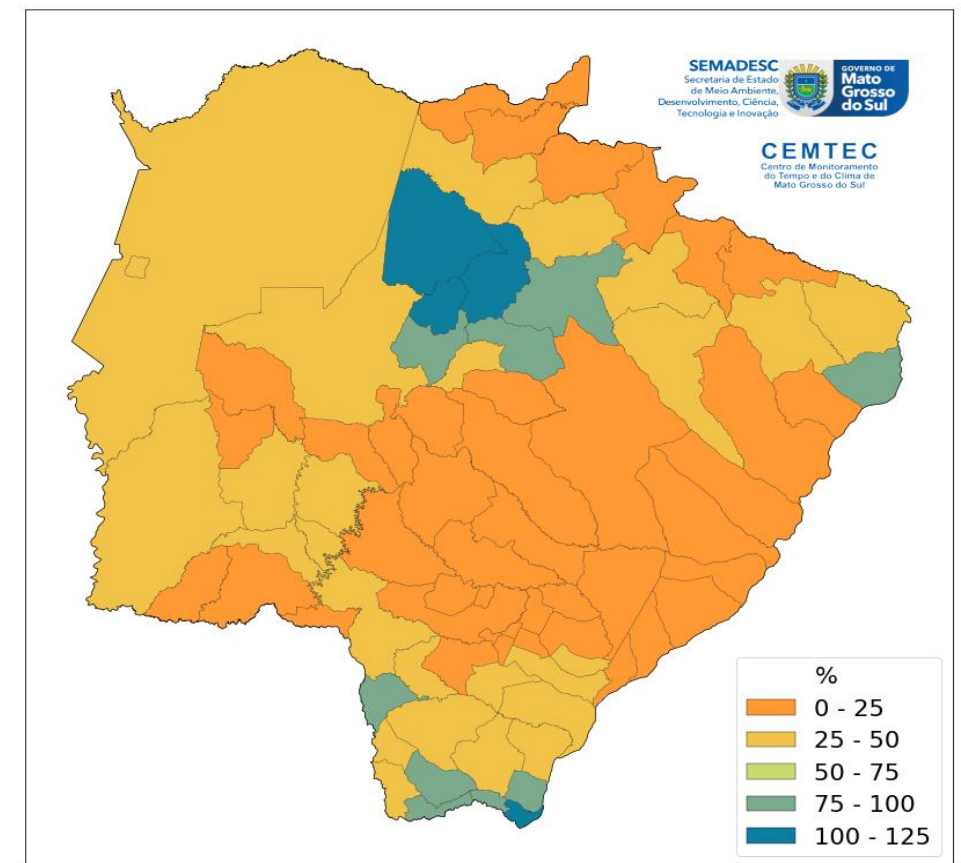 SEMADESC
Secretaria de Estado
de Meio Ambiente,
Desenvolvimento, Ciência,
Tecnologia e Inovação
GOVERNO DE
Mato
Grosso
do Sul
CEMTEC
Centro de Monitoramento
do Tempo e do Clima de
Mato Grosso do Sul
%
0 - 25
25 - 50
50 - 75
75 - 100
100 - 125